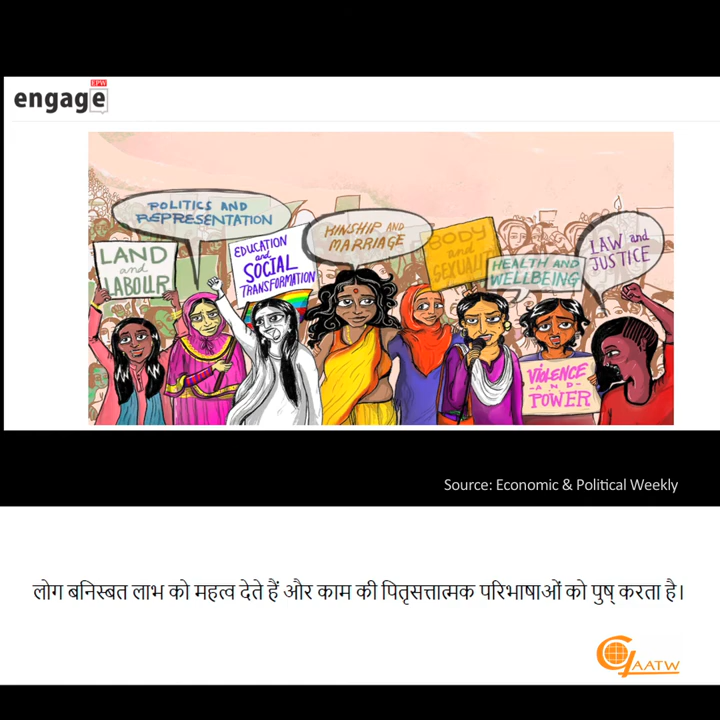 EPW
engage
POLITICS AND
REPRESENTATION
LAND
and
LABOUR
EDUCATION
and
SOCIAL
TRANSFORMATION
KINSHIP AND
MARRIAGE
BODY
and
SEXUALITY
HEALTH AND
WELLBEING
LAW and
JUSTICE
VIOLENCE
-AND-
POWER
Source: Economic & Political Weekly
लोग बनिस्बत लाभ को महत्व देते हैं और काम की पितृसत्तात्मक परिभाषाओं को पुष् करता है।
GAATW